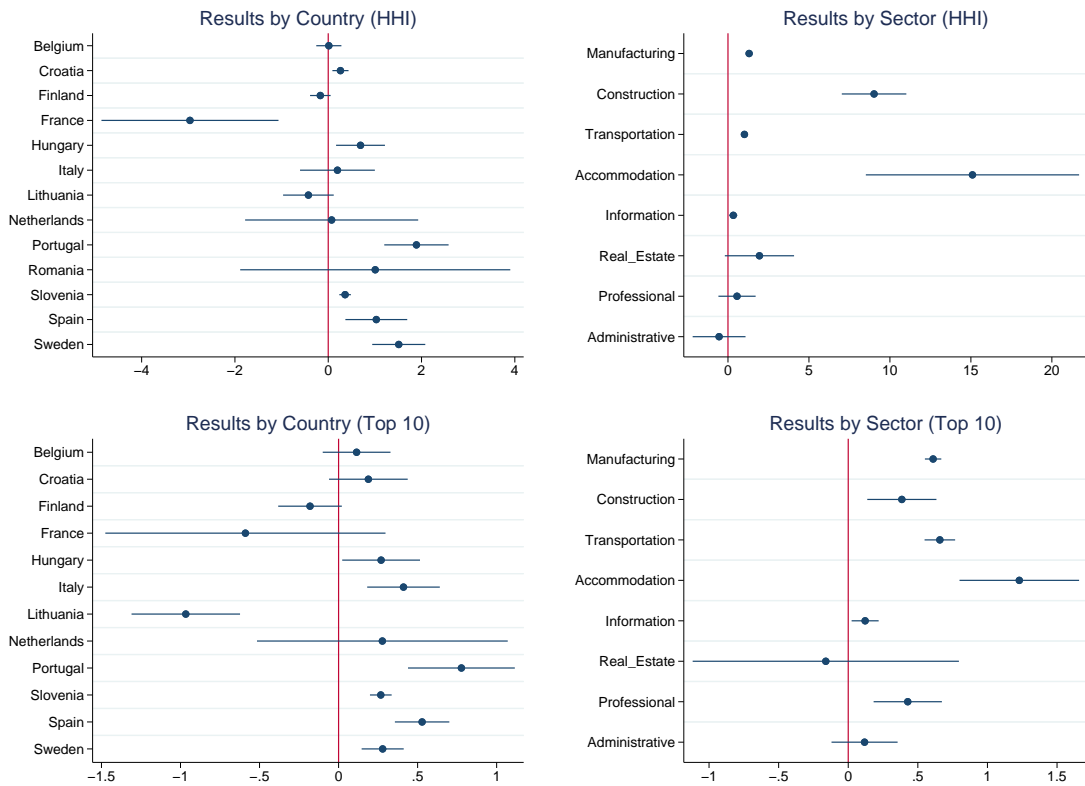 Results by Country (HHI)
Belgium
Croatia
Finland
France
Hungary
Italy
Lithuania
Netherlands
Portugal
Romania
Slovenia
Spain
Sweden
−4 −2 0 2 4
Results by Sector (HHI)
Manufacturing
Construction
Transportation
Accommodation
Information
Real_Estate
Professional
Administrative
0 5 10 15 20
Results by Country (Top 10)
Belgium
Croatia
Finland
France
Hungary
Italy
Lithuania
Netherlands
Portugal
Slovenia
Spain
Sweden
−1.5 −1 −.5 0 .5 1
Results by Sector (Top 10)
Manufacturing
Construction
Transportation
Accommodation
Information
Real_Estate
Professional
Administrative
−1 −.5 0 .5 1 1.5